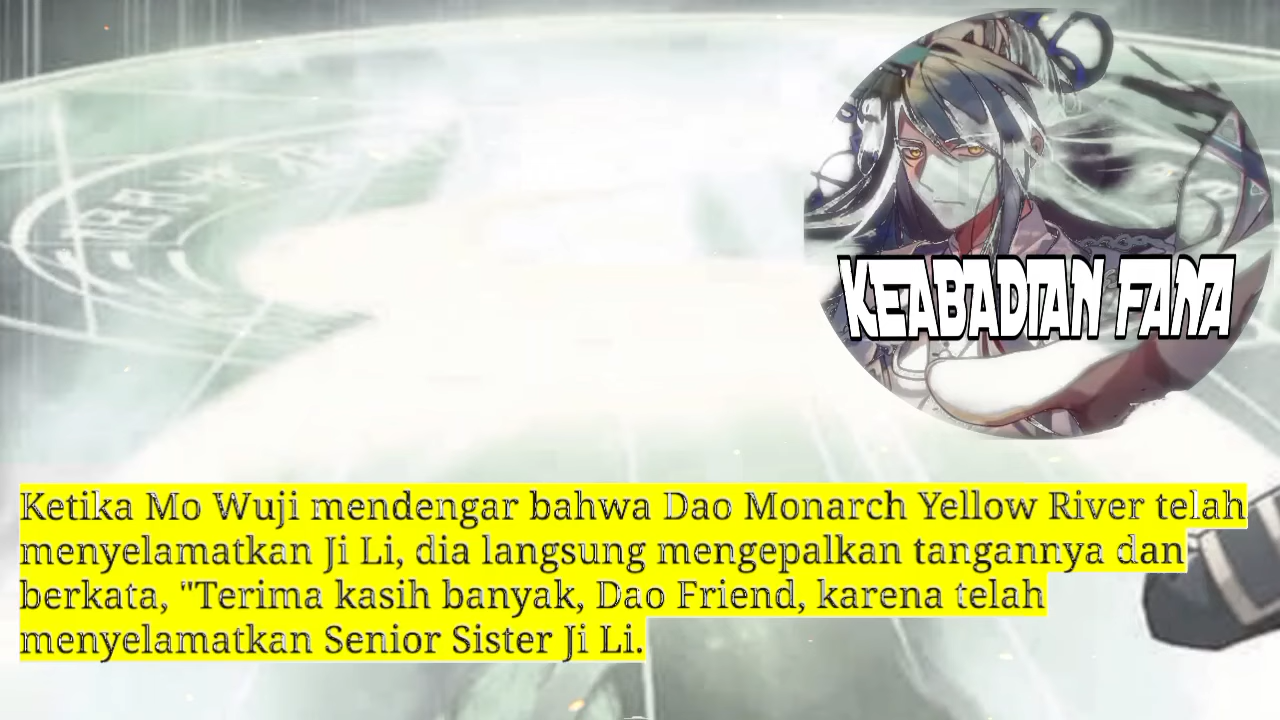 KEABADIAN FANA
Ketika Mo Wuji mendengar bahwa Dao Monarch Yellow River telah
menyelamatkan Ji Li, dia langsung mengepalkan tangannya dan
berkata, "Terima kasih banyak, Dao Friend, karena telah
menyelamatkan Senior Sister Ji Li.